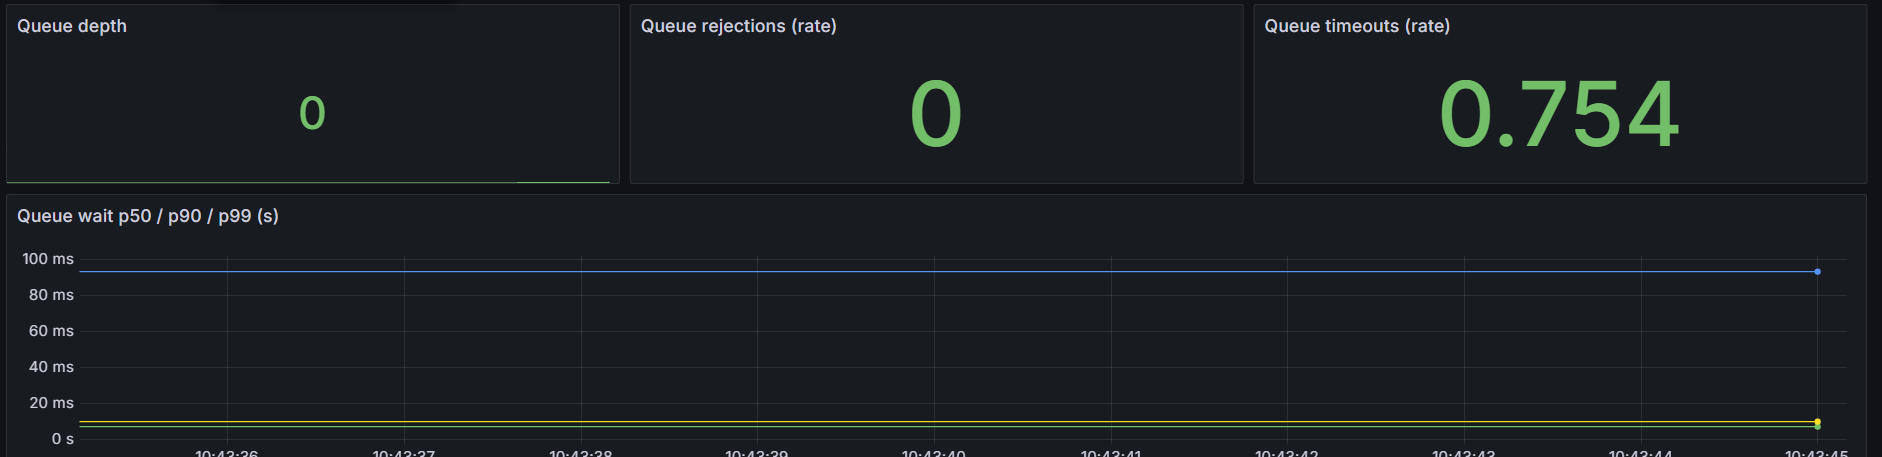 Queue depth
Queue rejections (rate)
Queue timeouts (rate)
0
0
0.754
Queue wait p50 / p90 / p99 (s)
100 ms
80 ms
60 ms
40 ms
20 ms
0 s
10:43:36 10:43:37 10:43:38 10:43:39 10:43:40 10:43:41 10:43:42 10:43:43 10:43:44 10:43:45